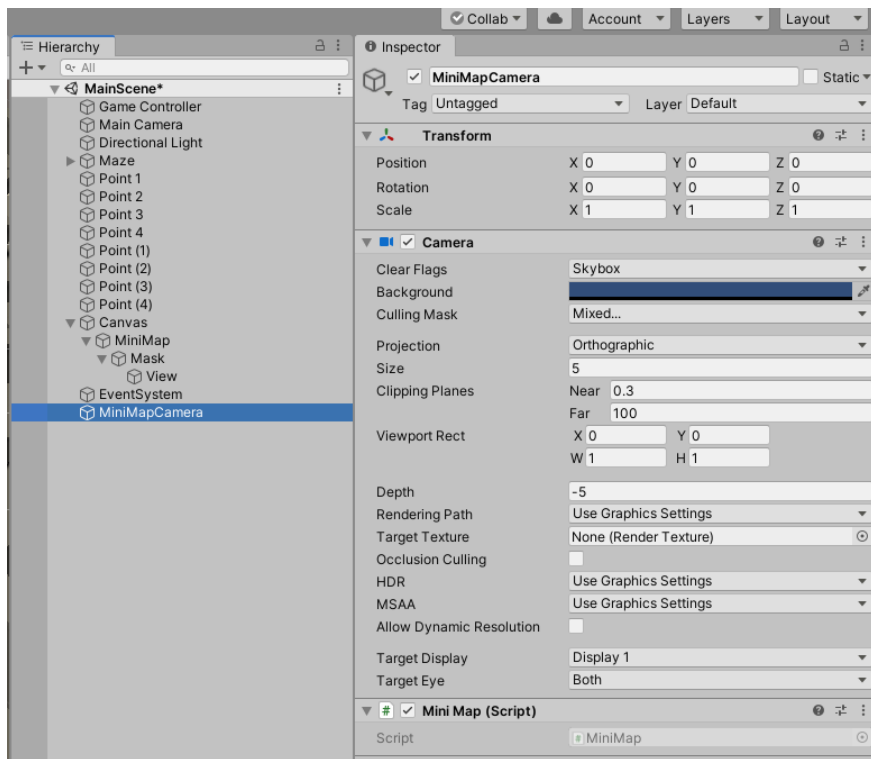 Collab Account Layers Layout
Hierarchy
All
MainScene*
Game Controller
Main Camera
Directional Light
Maze
Point 1
Point 2
Point 3
Point 4
Point (1)
Point (2)
Point (3)
Point (4)
Canvas
MiniMap
Mask
View
EventSystem
MiniMapCamera
Inspector
MiniMapCamera Static
Tag Untagged Layer Default
Transform
Position X 0 Y 0 Z 0
Rotation X 0 Y 0 Z 0
Scale X 1 Y 1 Z 1
Camera
Clear Flags Skybox
Background
Culling Mask Mixed...
Projection Orthographic
Size 5
Clipping Planes Near 0.3
Far 100
Viewport Rect X 0 Y 0
W 1 H 1
Depth -5
Rendering Path Use Graphics Settings
Target Texture None (Render Texture)
Occlusion Culling
HDR Use Graphics Settings
MSAA Use Graphics Settings
Allow Dynamic Resolution
Target Display Display 1
Target Eye Both
# Mini Map (Script)
Script # MiniMap